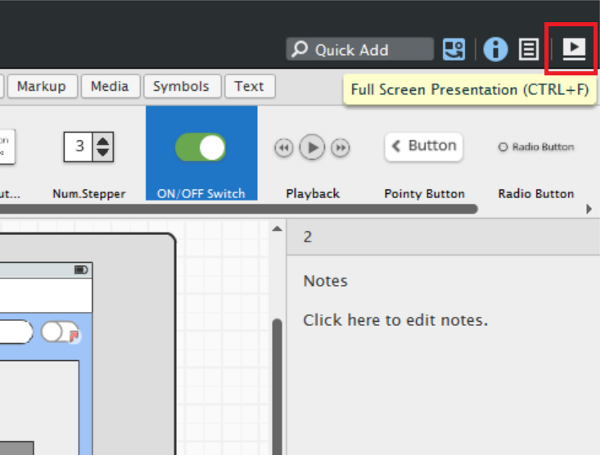 Quick Add
Markup
Media
Symbols
Text
Full Screen Presentation (CTRL+F)
3
Button
Radio Button
Num.Stepper
ON/OFF Switch
Playback
Pointy Button
Radio Button
2
Notes
Click here to edit notes.